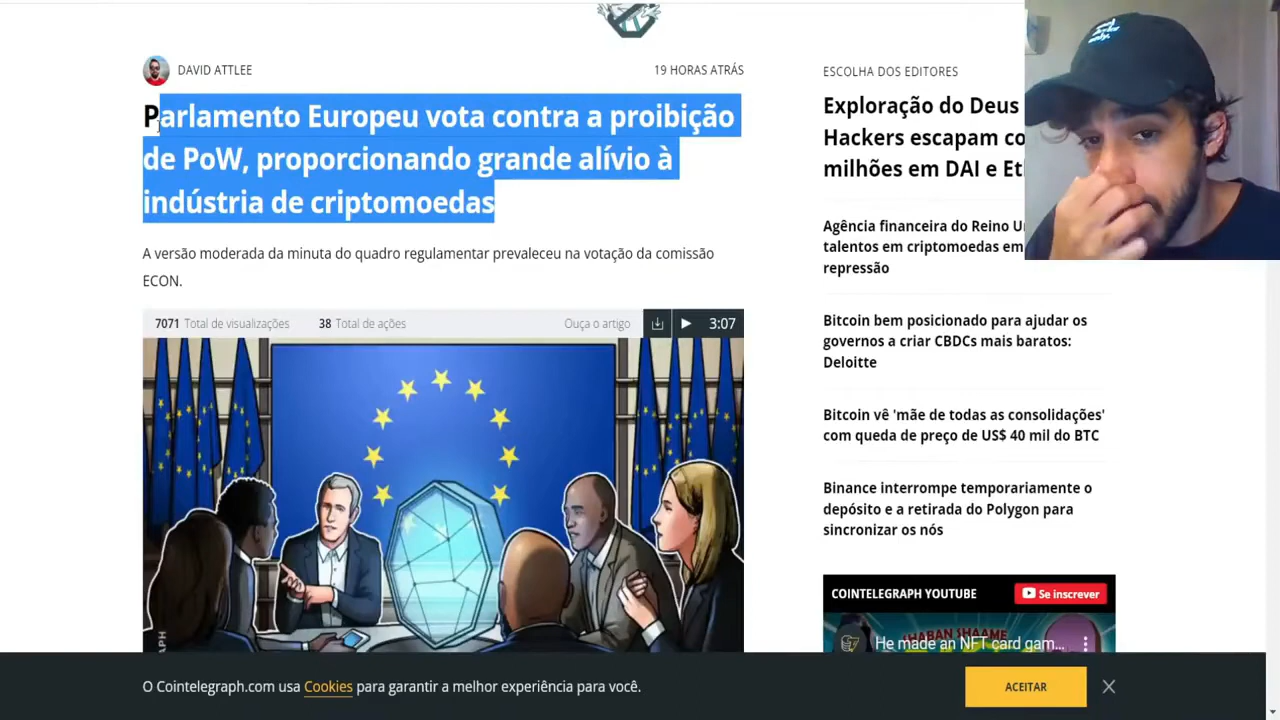 DAVID ATTLEE
19 HORAS ATRÁS
Parlamento Europeu vota contra a proibição
de PoW, proporcionando grande alívio à
indústria de criptomoedas
A versão moderada da minuta do quadro regulamentar prevaleceu na votação da comissão
ECON.
7071 Total de visualizações
38 Total de ações
Ouça o artigo
3:07
ESCOLHA DOS EDITORES
Exploração do Deus
Hackers escapam
milhões em DAI e
Agência financeira do Reino
talentos em criptomoedas em
repressão
Bitcoin bem posicionado para ajudar os
governos a criar CBDCs mais baratos:
Deloitte
Bitcoin vê 'mãe de todas as consolidações'
com queda de preço de US$ 40 mil do BTC
Binance interrompe temporariamente o
depósito e a retirada do Polygon para
sincronizar os nós
COINTELEGRAPH YOUTUBE
Se inscrever
SHABAN SHAAME
He made an NFT card gam...
O Cointelegraph.com usa Cookies para garantir a melhor experiência para você.
ACEITAR